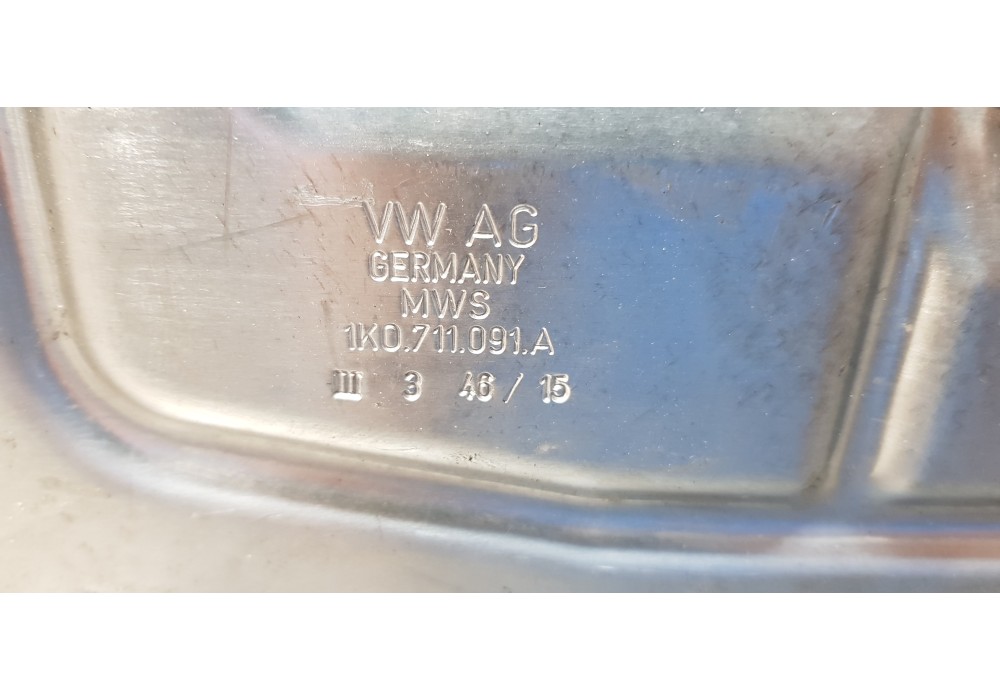 VW AG
GERMANY
MWS
1K0.711.091.A
III 3 46 / 15